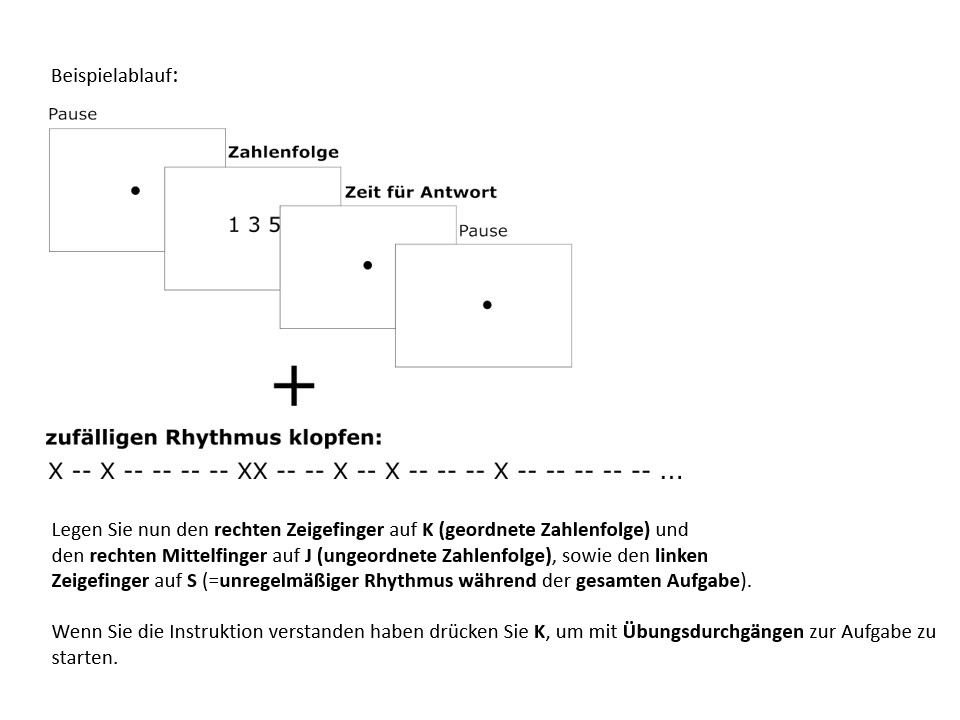 Beispielablauf:
Pause
Zahlenfolge
1 3 5
Zeit für Antwort
Pause
+
zufälligen Rhythmus klopfen:
X -- X -- -- -- -- XX -- -- X -- X -- -- -- X -- -- -- -- -- ...
Legen Sie nun den rechten Zeigefinger auf K (geordnete Zahlenfolge) und
den rechten Mittelfinger auf J (ungeordnete Zahlenfolge), sowie den linken
Zeigefinger auf S (=unregelmäßiger Rhythmus während der gesamten Aufgabe).
Wenn Sie die Instruktion verstanden haben drücken Sie K, um mit Übungsdurchgängen zur Aufgabe zu
starten.